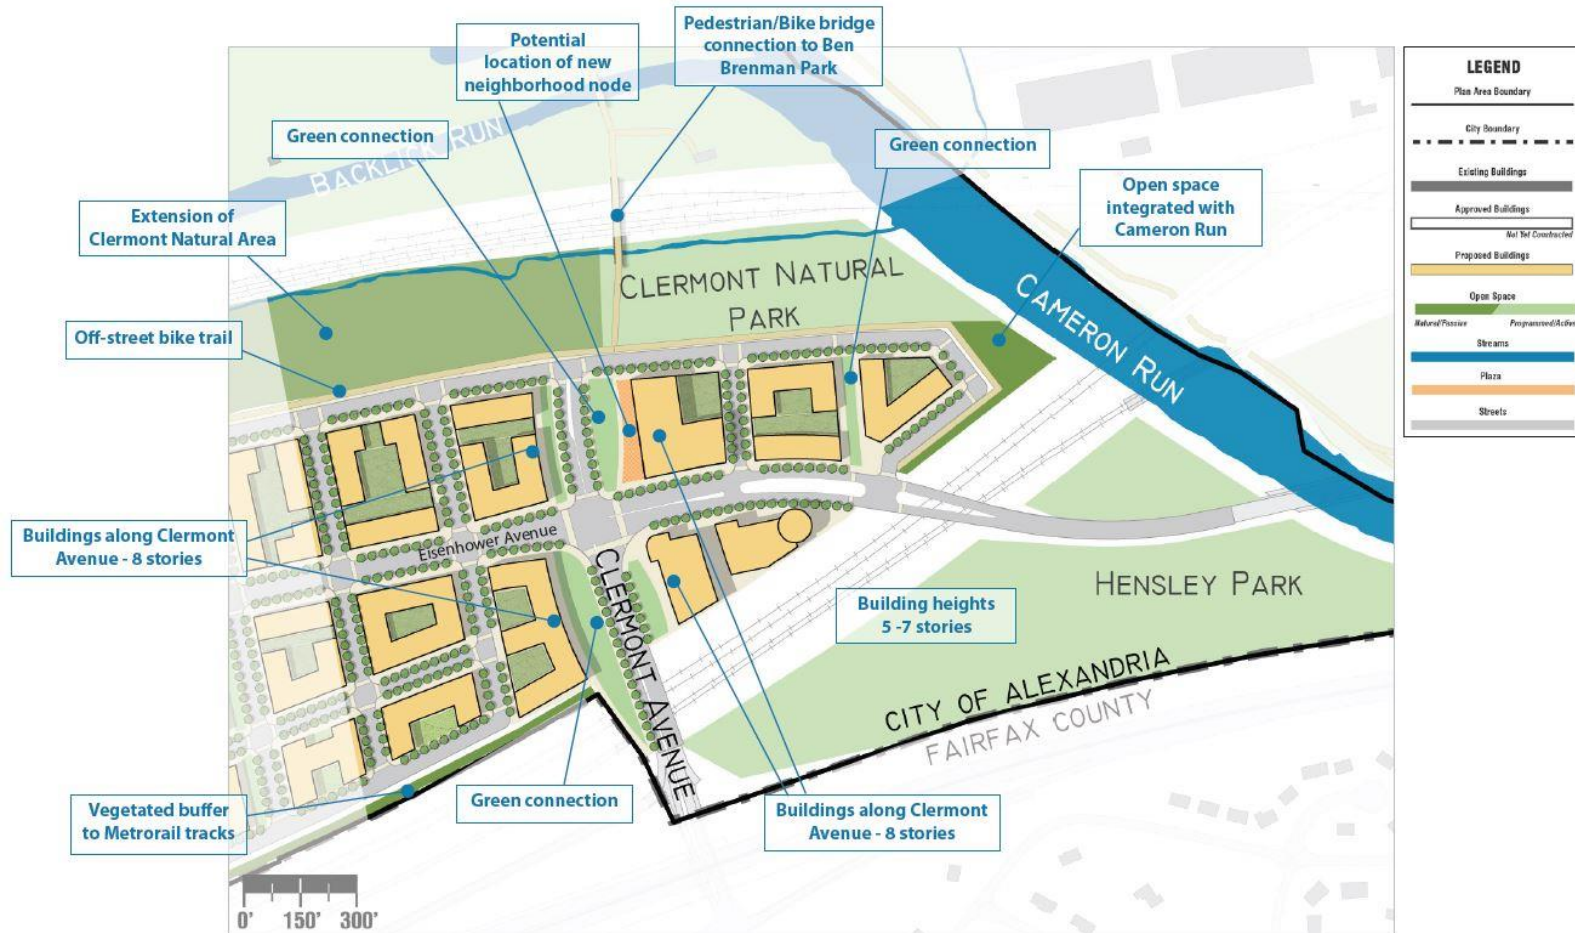 Potential
location of new
neighborhood node
Pedestrian/Bike bridge
connection to Ben
Brenman Park
Green connection
Green connection
Open space
integrated with
Cameron Run
Extension of
Clermont Natural Area
Off-street bike trail
BACKLICK RUN
CLERMONT NATURAL
PARK
CAMERON RUN
Buildings along Clermont
Avenue - 8 stories
Eisenhower Avenue
CLERMONT AVENUE
Building heights
5 -7 stories
HENSLEY PARK
CITY OF ALEXANDRIA
FAIRFAX COUNTY
Vegetated buffer
to Metrorail tracks
Green connection
Buildings along Clermont
Avenue - 8 stories
0' 150' 300'
LEGEND
Plan Area Boundary
City Boundary
Existing Buildings
Approved Buildings
Not Yet Constructed
Proposed Buildings
Open Space
Natural/Passive Programmed/Active
Streams
Plaza
Streets